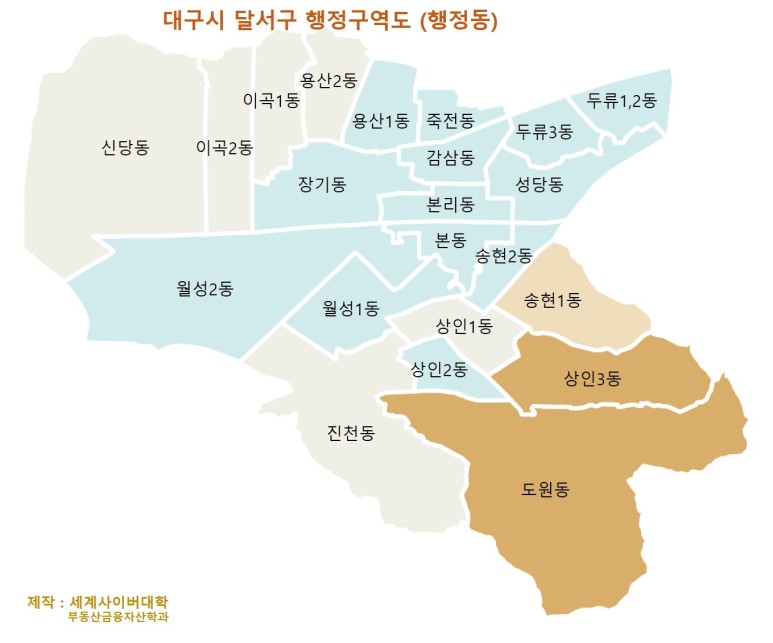 대구시 달서구 행정구역도 (행정동)
용산2동
이곡1동
두류1,2동
용산1동
죽전동
두류3동
신당동
이곡2동
감삼동
장기동
성당동
본리동
본동
송현2동
월성2동
송현1동
월성1동
상인1동
상인2동
상인3동
진천동
도원동
제작 : 세계사이버대학
부동산금융자산학과